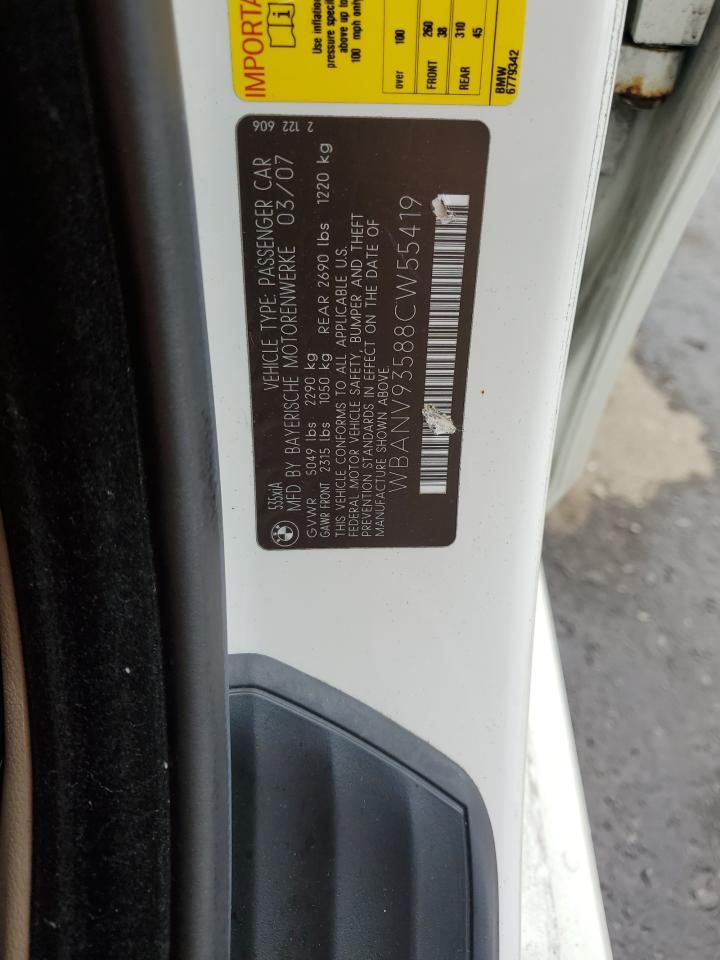 IMPORTA
Use inflation
pressure specif
above up to
100 mph only
over 100
FRONT 260 38
REAR 310 45
BMW
6779342
2 122 606
535xiA VEHICLE TYPE: PASSENGER CAR
MFD BY BAYERISCHE MOTORENWERKE 03/07
GVWR 5049 lbs 2290 kg
GAWR FRONT 2315 lbs 1050 kg REAR 2690 lbs 1220 kg
THIS VEHICLE CONFORMS TO ALL APPLICABLE U.S.
FEDERAL MOTOR VEHICLE SAFETY, BUMPER AND THEFT
PREVENTION STANDARDS IN EFFECT ON THE DATE OF
MANUFACTURE SHOWN ABOVE.
WBANV93588CW55419